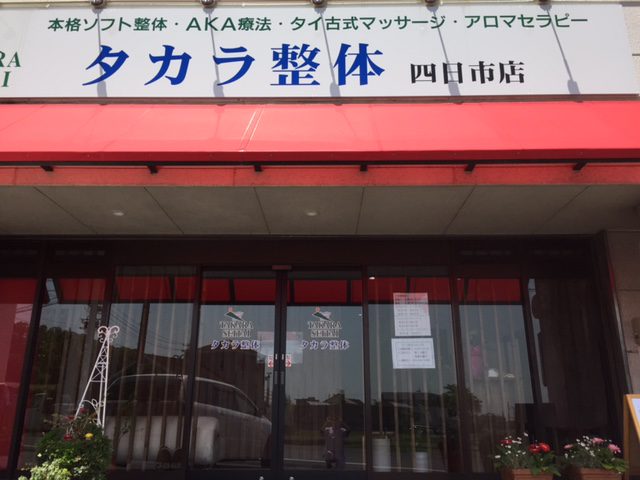 本格ソフト整体・AKA療法・タイ古式マッサージ・アロマセラピー
タカラ整体 四日市店
TAKARA
SEITAI
タカラ整体
TAKARA
SEITAI
タカラ整体